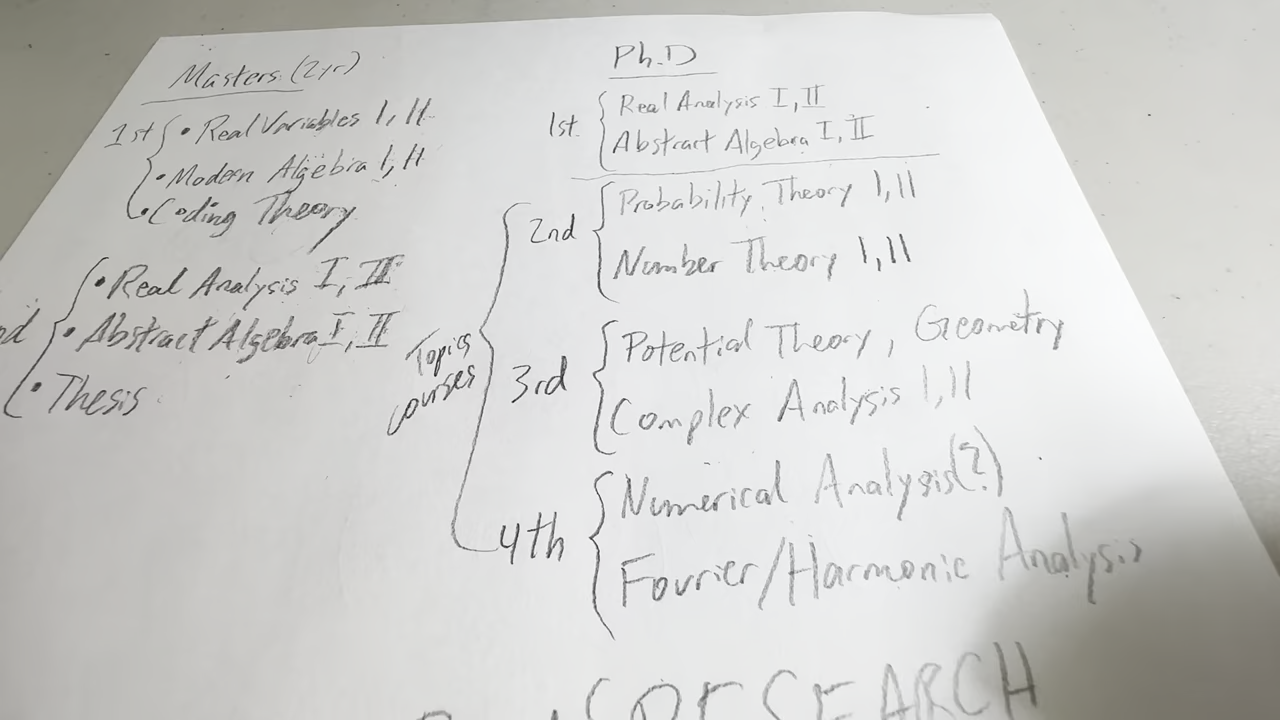 Masters (2yr)
1st
• Real Variables I, II
• Modern Algebra I, II
• Coding Theory
• Real Analysis I, II
• Abstract Algebra I, II
• Thesis
Ph.D
1st
Real Analysis I, II
Abstract Algebra I, II
Topics
courses
2nd
Probability Theory I, II
Number Theory I, II
3rd
Potential Theory, Geometry
Complex Analysis I, II
4th
Numerical Analysis(?)
Fourier/Harmonic Analysis